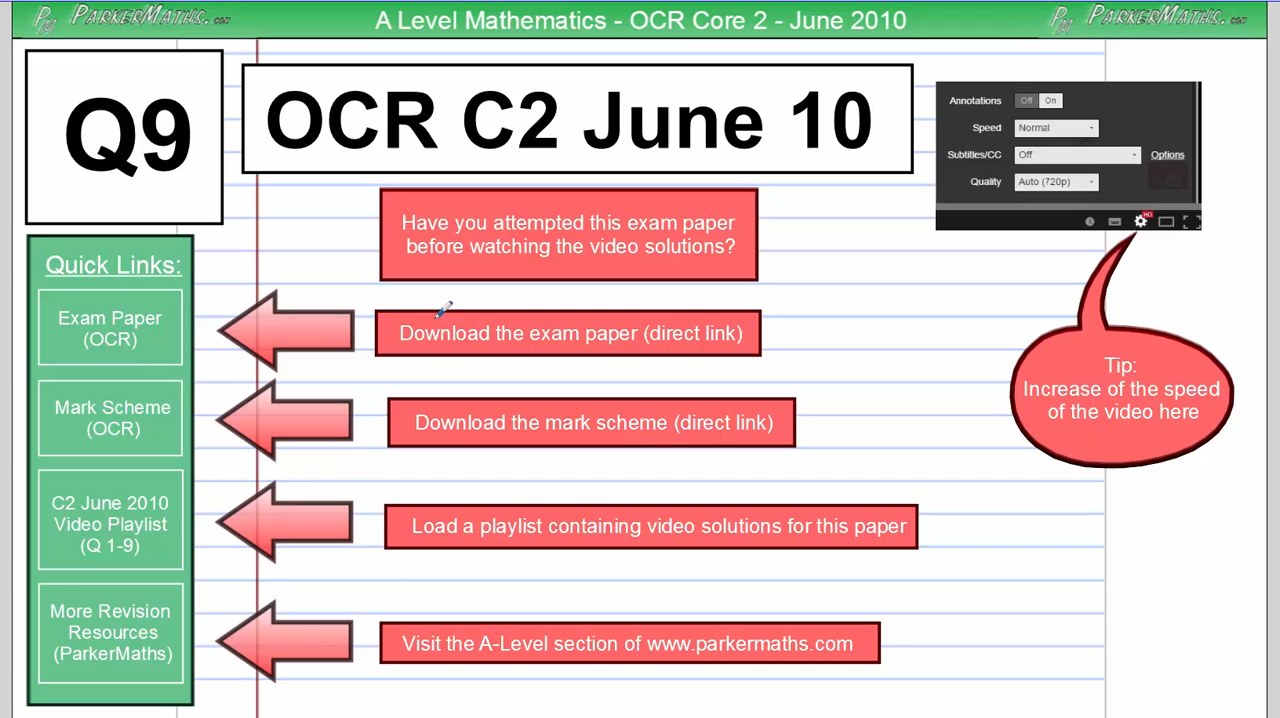 PARKERMATHS.COM
A Level Mathematics - OCR Core 2 - June 2010
PARKERMATHS.COM
Q9
OCR C2 June 10
Annotations Off On
Speed Normal
Subtitles/CC Off Options
Quality Auto (720p)
HD
Have you attempted this exam paper
before watching the video solutions?
Quick Links:
Exam Paper
(OCR)
Download the exam paper (direct link)
Tip:
Increase of the speed
of the video here
Mark Scheme
(OCR)
Download the mark scheme (direct link)
C2 June 2010
Video Playlist
(Q 1-9)
Load a playlist containing video solutions for this paper
More Revision
Resources
(ParkerMaths)
Visit the A-Level section of www.parkermaths.com